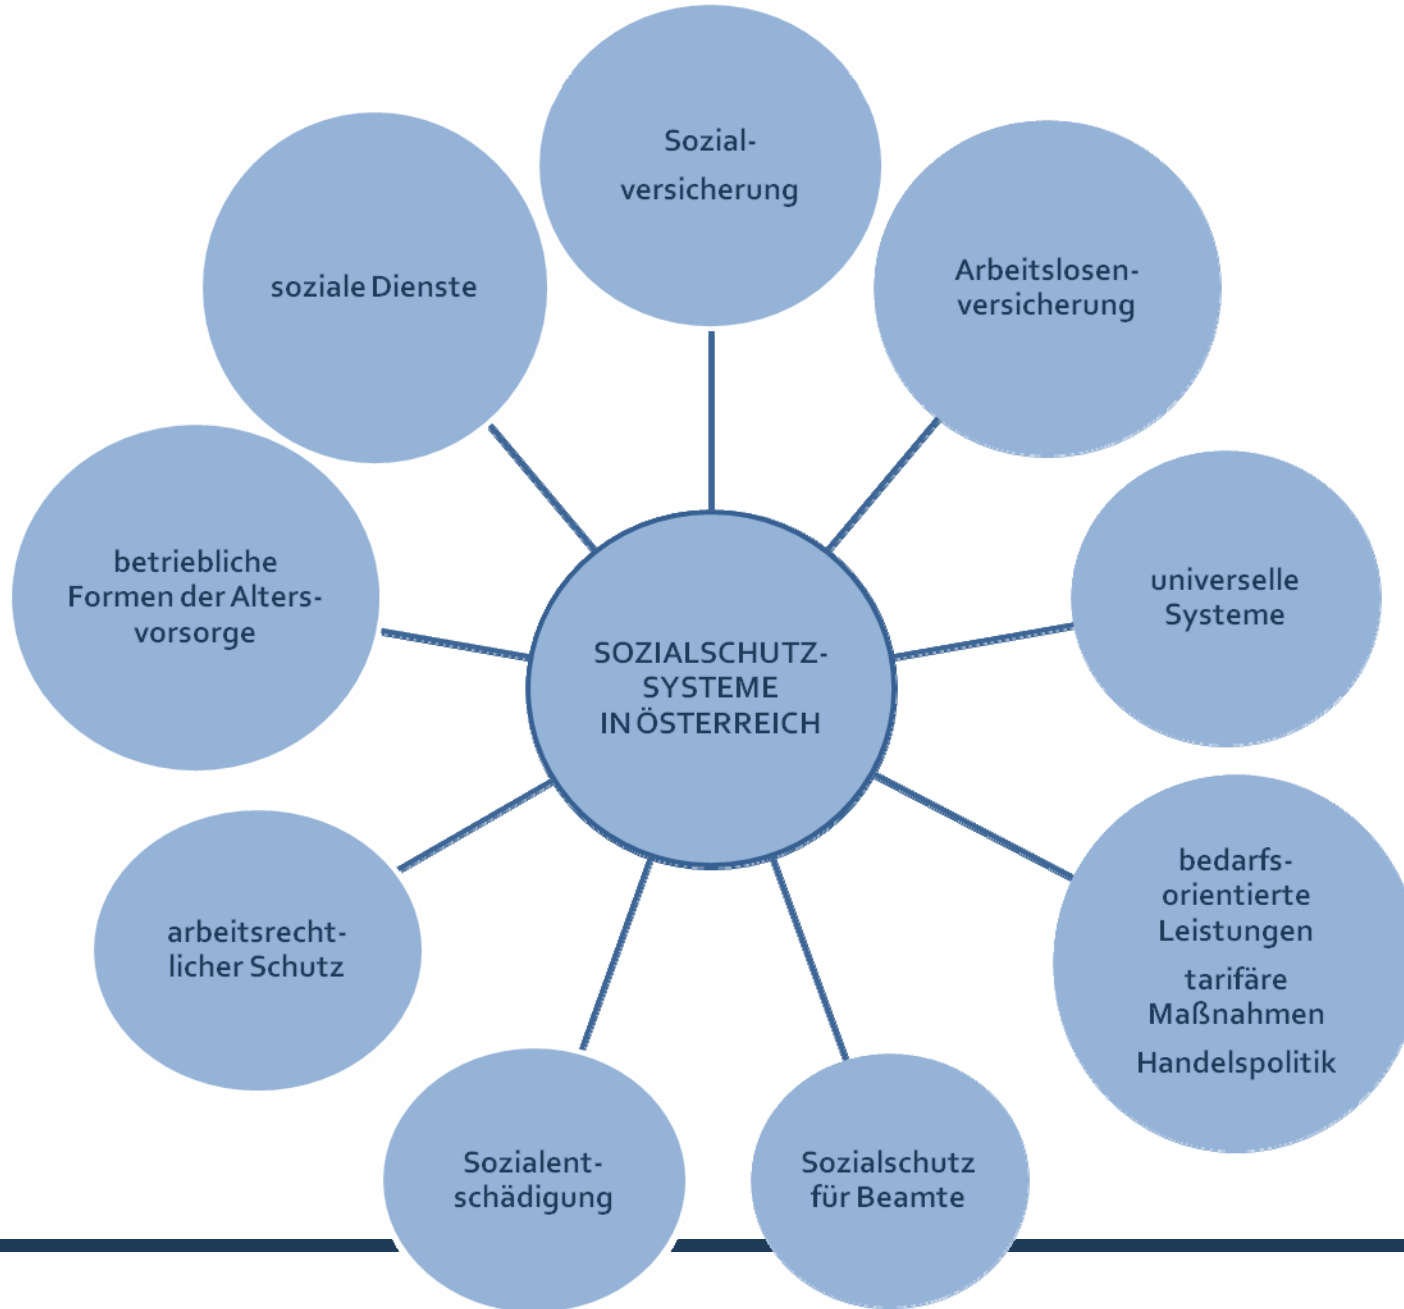 Sozial-
versicherung
Arbeitslosen-
versicherung
universelle
Systeme
bedarfs-
orientierte
Leistungen
tarifäre
Maßnahmen
Handelspolitik
Sozialschutz
für Beamte
Sozialent-
schädigung
arbeitsrecht-
licher Schutz
betriebliche
Formen der Alters-
vorsorge
soziale Dienste
SOZIALSCHUTZ-
SYSTEME
IN ÖSTERREICH